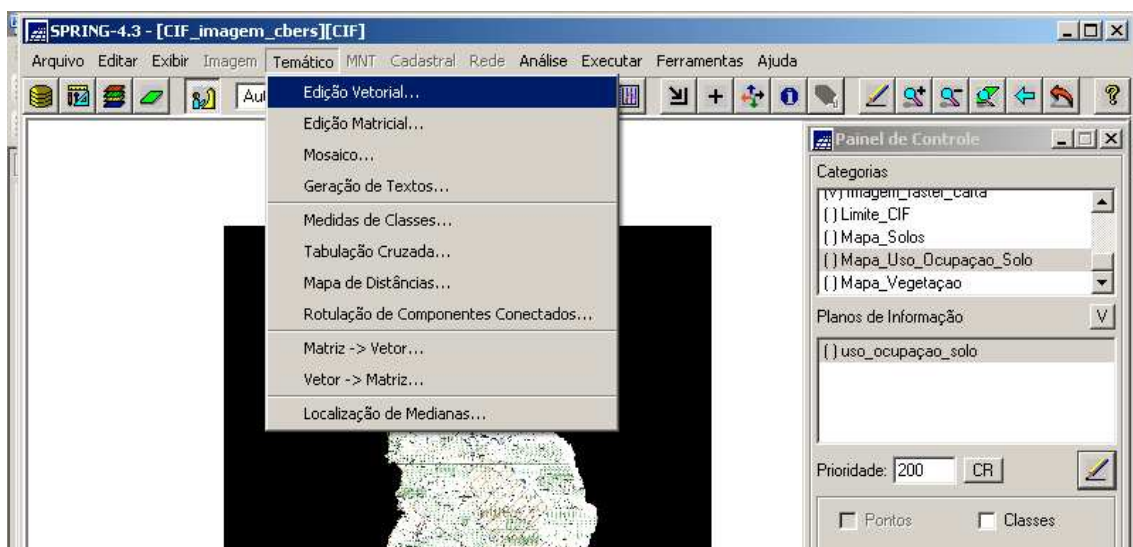 SPRING-4.3 - [CIF_imagem_cbers][CIF]
Arquivo Editar Exibir Imagem Temático MNT Cadastral Rede Análise Executar Ferramentas Ajuda
Edição Vetorial...
Edição Matricial...
Mosaico...
Geração de Textos...
Medidas de Classes...
Tabulação Cruzada...
Mapa de Distâncias...
Rotulação de Componentes Conectados...
Matriz -> Vetor...
Vetor -> Matriz...
Localização de Medianas...
Painel de Controle
Categorias
(V) Imagem_raster_carta
( ) Limite_CIF
( ) Mapa_Solos
( ) Mapa_Uso_Ocupaçao_Solo
( ) Mapa_Vegetaçao
Planos de Informação V
( ) uso_ocupaçao_solo
Prioridade: 200 CR
Pontos Classes